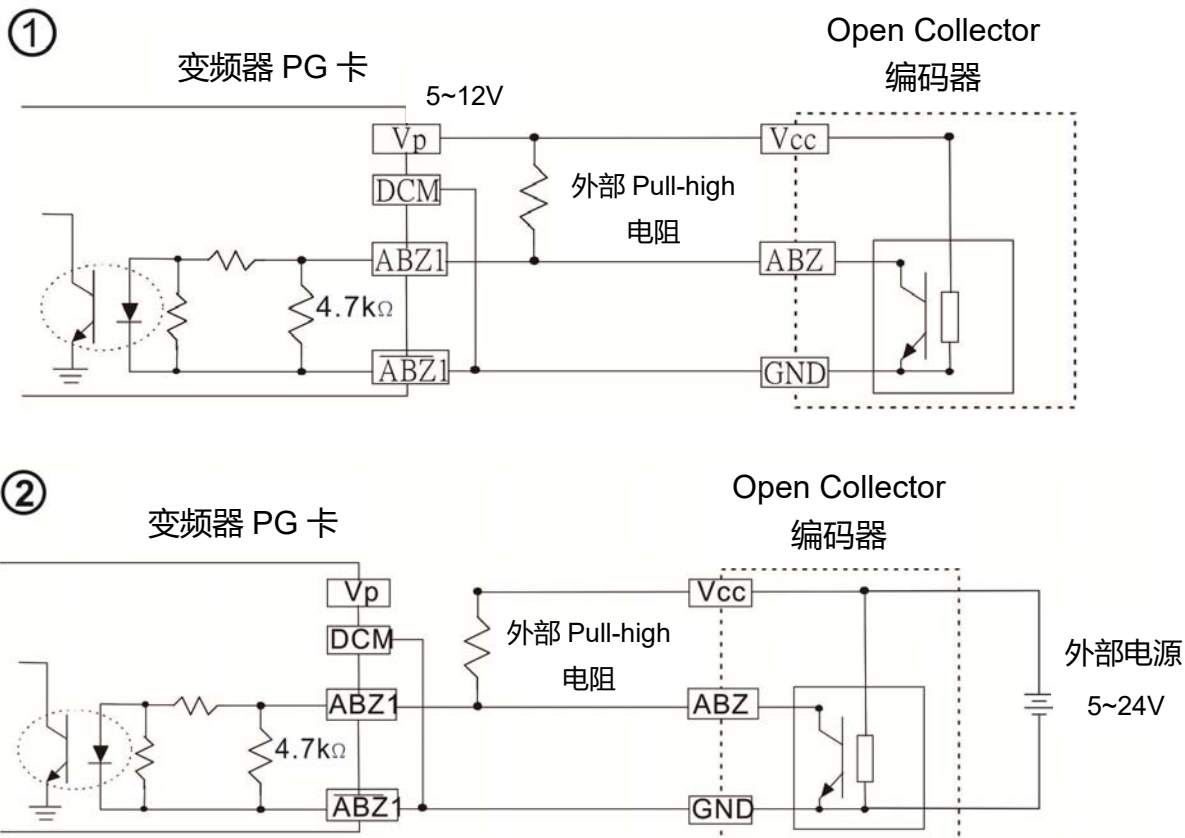 ①
变频器 PG 卡
Open Collector
编码器
5~12V
Vp
Vcc
DCM
外部 Pull-high
电阻
ABZ1
ABZ
4.7kΩ
A̅B̅Z̅1
GND
②
变频器 PG 卡
Open Collector
编码器
Vp
Vcc
DCM
外部 Pull-high
电阻
外部电源
5~24V
ABZ1
ABZ
4.7kΩ
A̅B̅Z̅1
GND